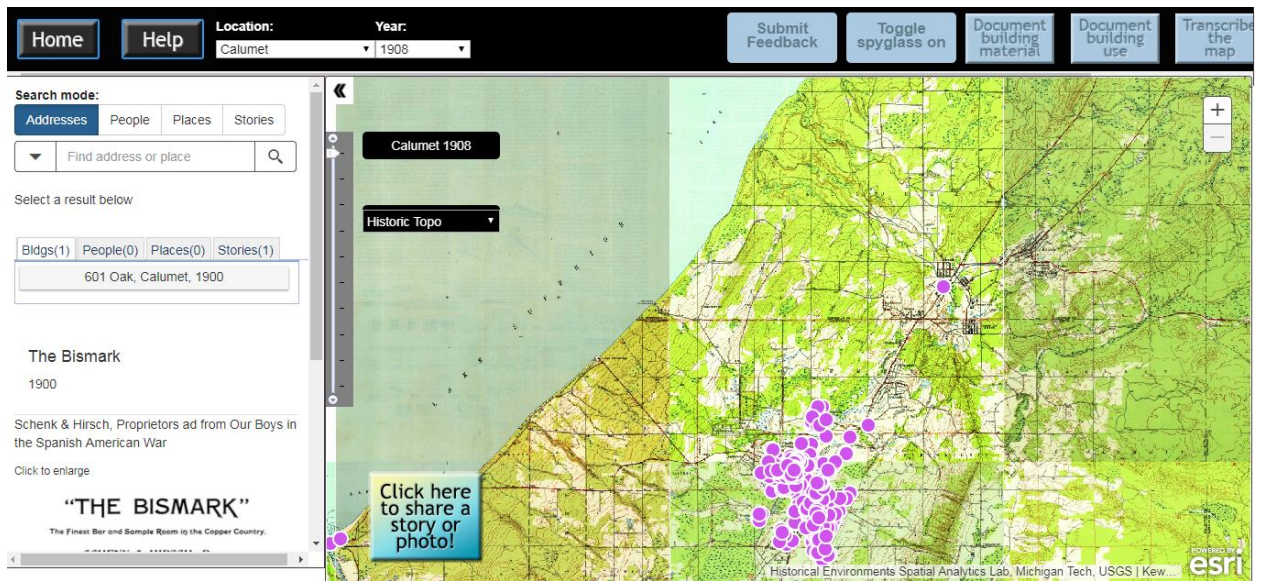 Home
Help
Location:
Calumet
Year:
1908
Submit
Feedback
Toggle
spyglass on
Document
building
material
Document
building
use
Transcribe
the
map
Search mode:
Addresses
People
Places
Stories
Find address or place
Select a result below
Bldgs(1)
People(0)
Places(0)
Stories(1)
601 Oak, Calumet, 1900
The Bismark
1900
Schenk & Hirsch, Proprietors ad from Our Boys in
the Spanish American War
Click to enlarge
"THE BISMARK"
The Finest Bar and Sample Room in the Copper Country.
Calumet 1908
Historic Topo
+
−
Click here
to share a
story or
photo!
Historical Environments Spatial Analytics Lab, Michigan Tech, USGS | Kew...
POWERED BY
esri